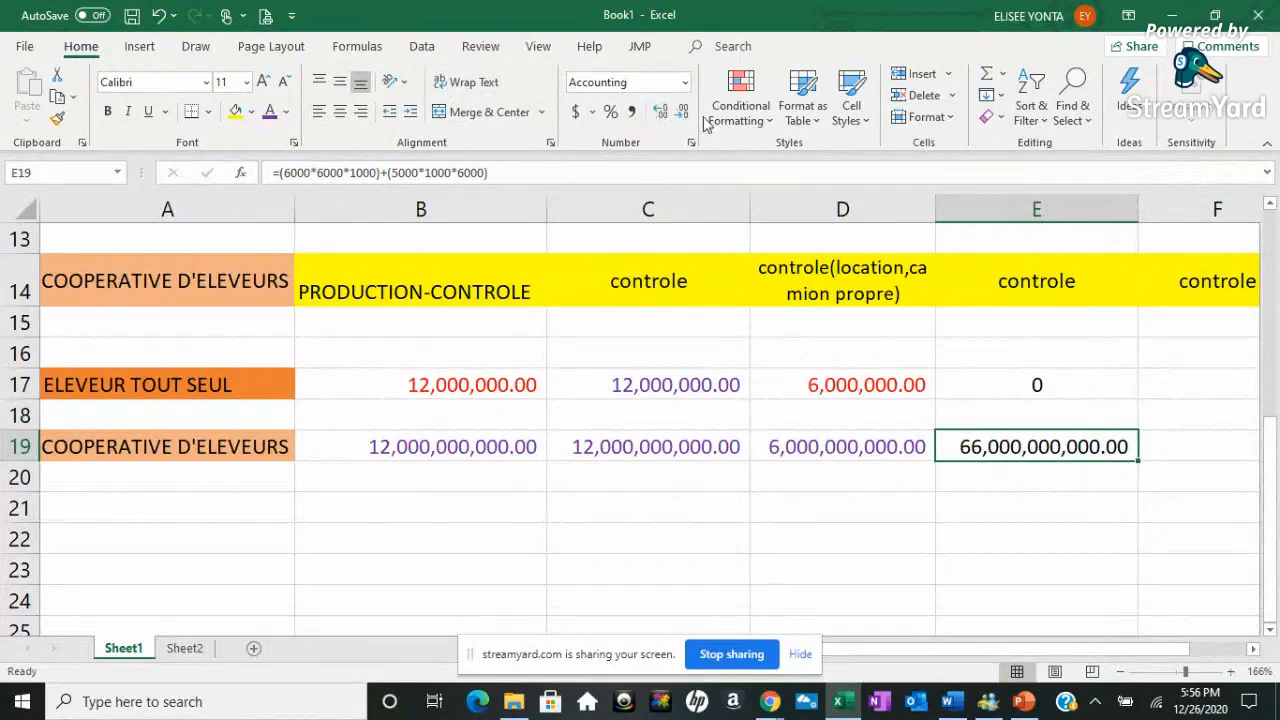 AutoSave Off
Book1 - Excel
ELISEE YONTA EY
Powered by
StreamYard
File Home Insert Draw Page Layout Formulas Data Review View Help JMP Search Share Comments
Paste
Calibri 11 A A
Wrap Text
Accounting
B I U A
Merge & Center
$ % ,
Conditional Formatting
Format as Table
Cell Styles
Insert
Delete
Format
Sort & Filter
Find & Select
Clipboard Font Alignment Number Styles Cells Editing Ideas Sensitivity
E19 fx =(6000*6000*1000)+(5000*1000*6000)
A B C D E F
13
14 COOPERATIVE D'ELEVEURS PRODUCTION-CONTROLE controle controle(location,ca
mion propre) controle controle
15
16
17 ELEVEUR TOUT SEUL 12,000,000.00 12,000,000.00 6,000,000.00 0
18
19 COOPERATIVE D'ELEVEURS 12,000,000,000.00 12,000,000,000.00 6,000,000,000.00 66,000,000,000.00
20
21
22
23
24
25
Sheet1 Sheet2
streamyard.com is sharing your screen. Stop sharing Hide
Ready
166%
Type here to search
5:56 PM
12/26/2020